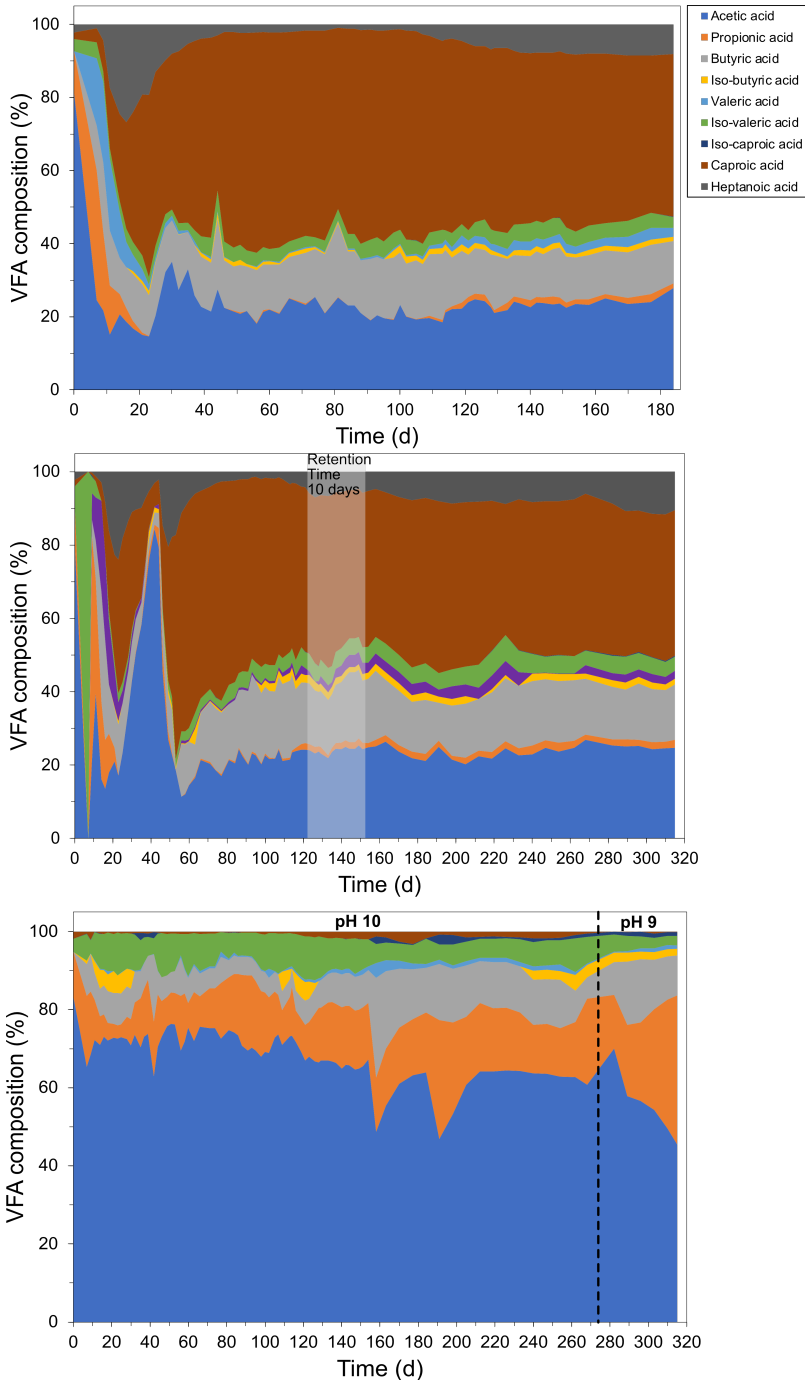 100
80
60
40
20
0
VFA composition (%)
0 20 40 60 80 100 120 140 160 180
Time (d)
Acetic acid
Propionic acid
Butyric acid
Iso-butyric acid
Valeric acid
Iso-valeric acid
Iso-caproic acid
Caproic acid
Heptanoic acid
Retention
Time
10 days
100
80
60
40
20
0
VFA composition (%)
0 20 40 60 80 100 120 140 160 180 200 220 240 260 280 300 320
Time (d)
pH 10 pH 9
100
80
60
40
20
0
VFA composition (%)
0 20 40 60 80 100 120 140 160 180 200 220 240 260 280 300 320
Time (d)